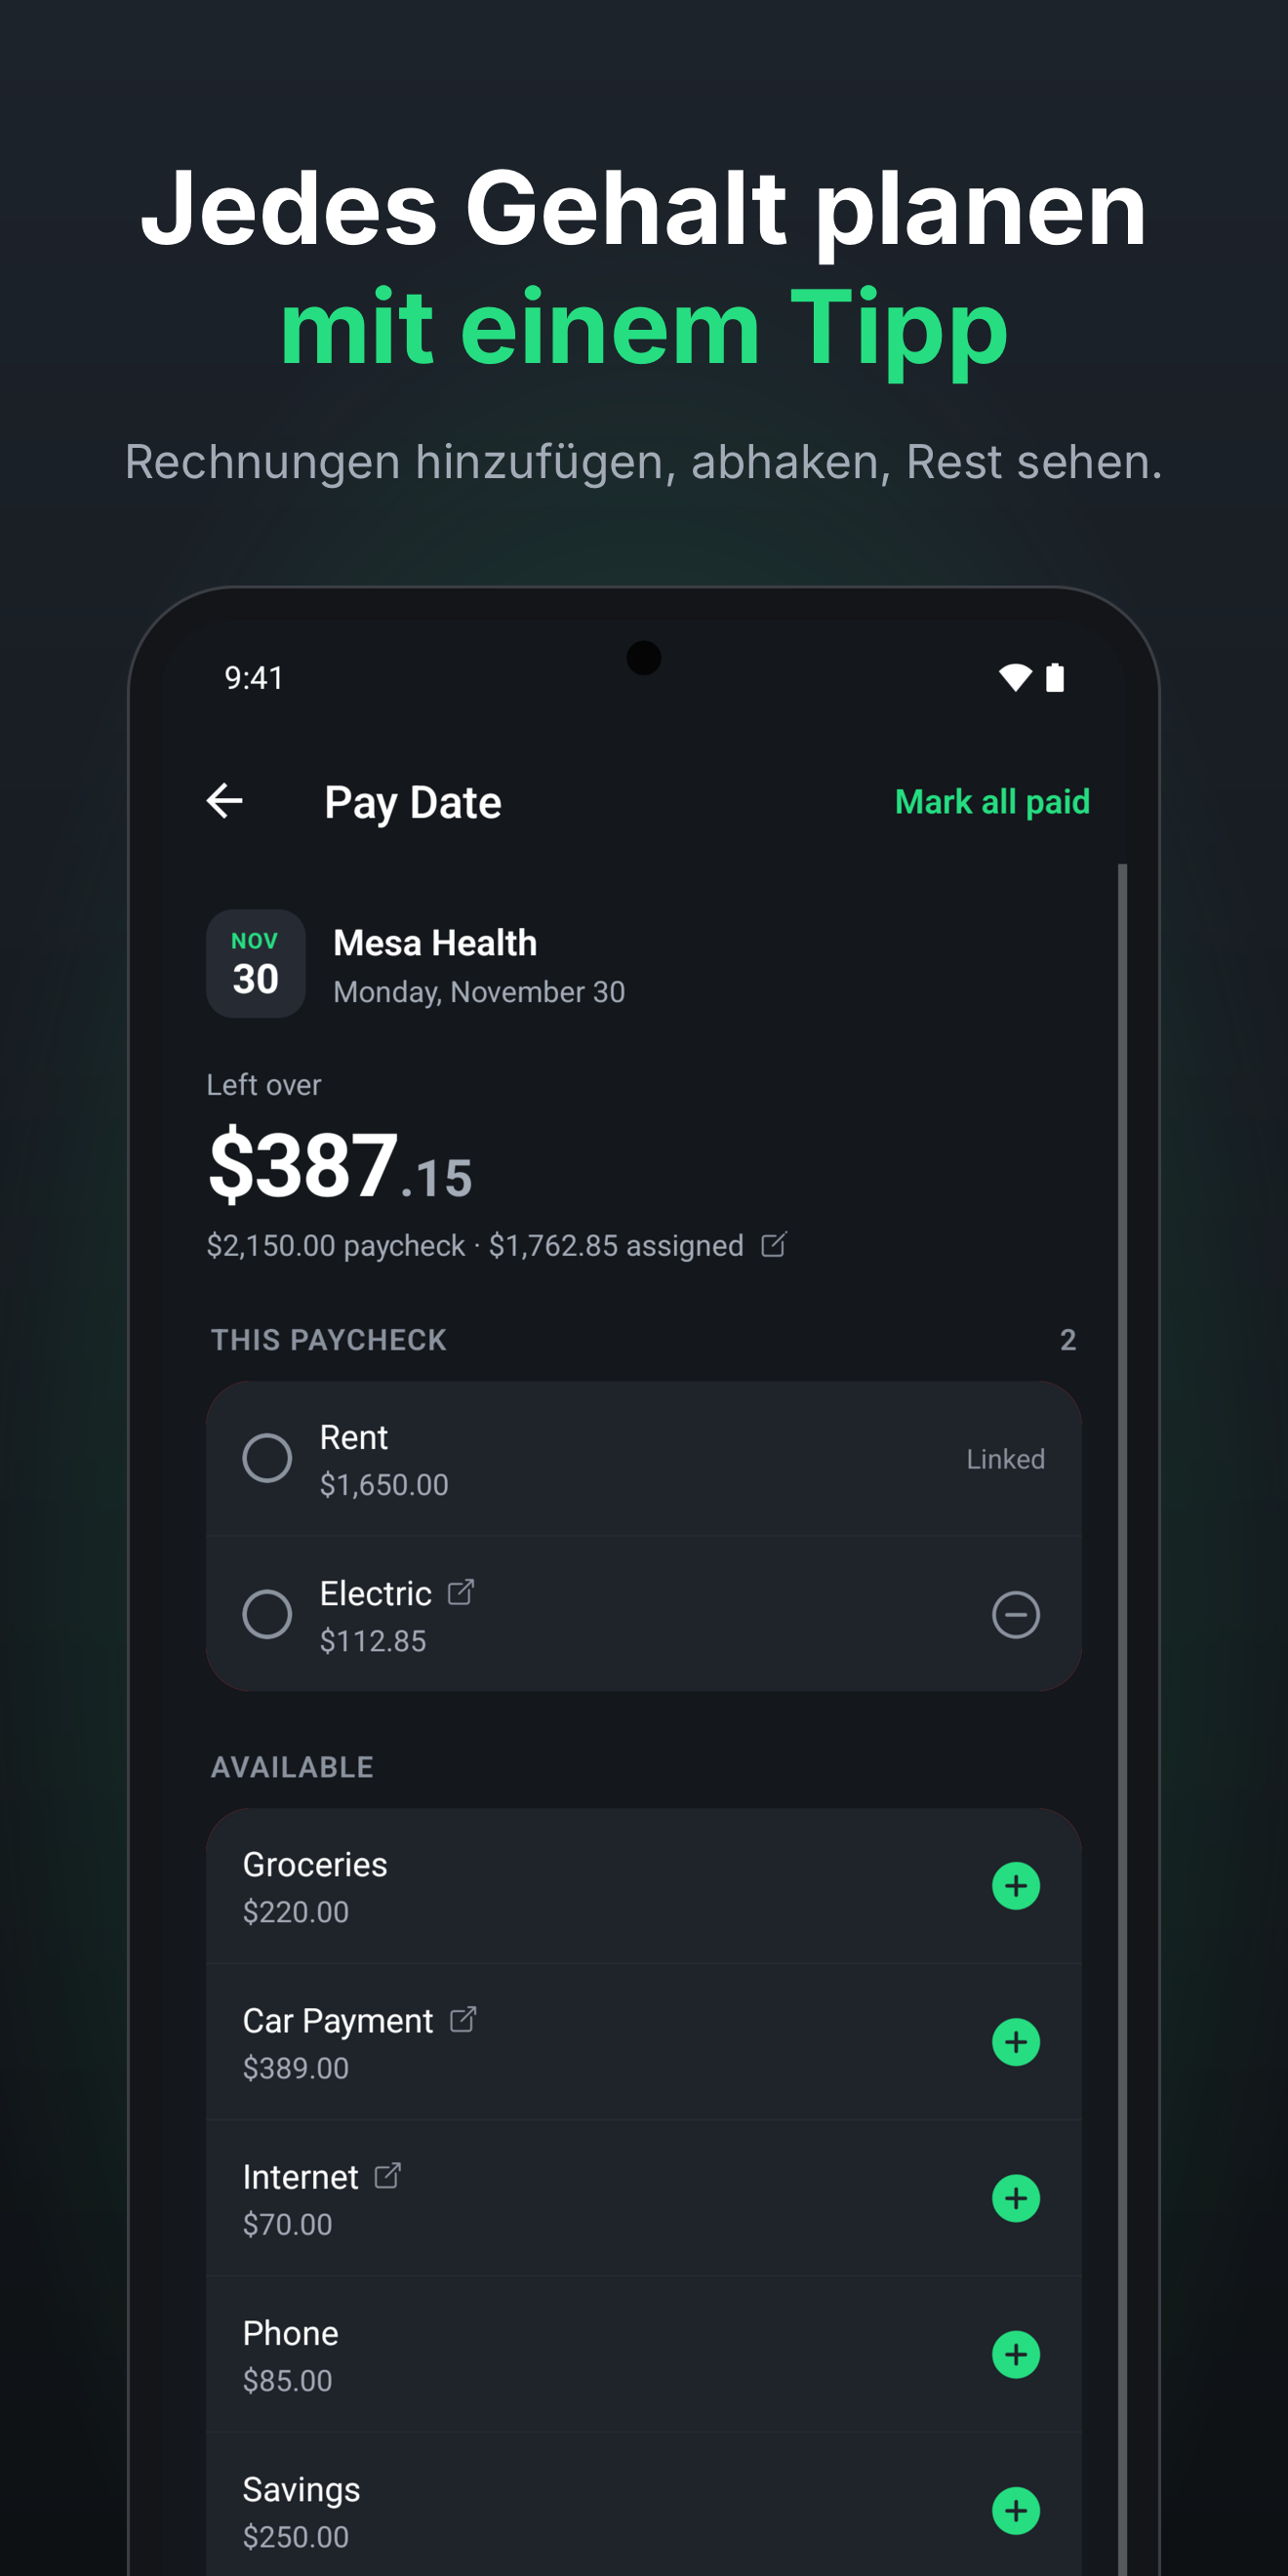 Jedes Gehalt planen
mit einem Tipp
Rechnungen hinzufügen, abhaken, Rest sehen.
9:41
Pay Date
Mark all paid
NOV
30
Mesa Health
Monday, November 30
Left over
$387.15
$2,150.00 paycheck · $1,762.85 assigned
THIS PAYCHECK
2
Rent
$1,650.00
Linked
Electric
$112.85
AVAILABLE
Groceries
$220.00
Car Payment
$389.00
Internet
$70.00
Phone
$85.00
Savings
$250.00